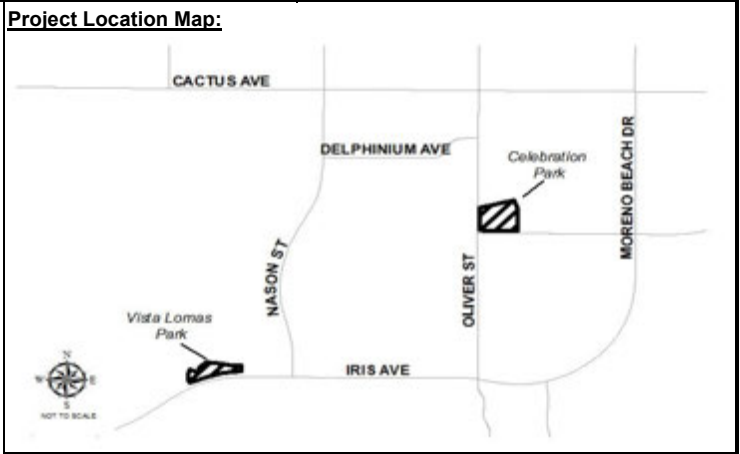 Project Location Map:
CACTUS AVE
DELPHINIUM AVE
Celebration
Park
MORENO BEACH DR
NASON ST
OLIVER ST
Vista Lomas
Park
IRIS AVE
N
W E
S
NOT TO SCALE